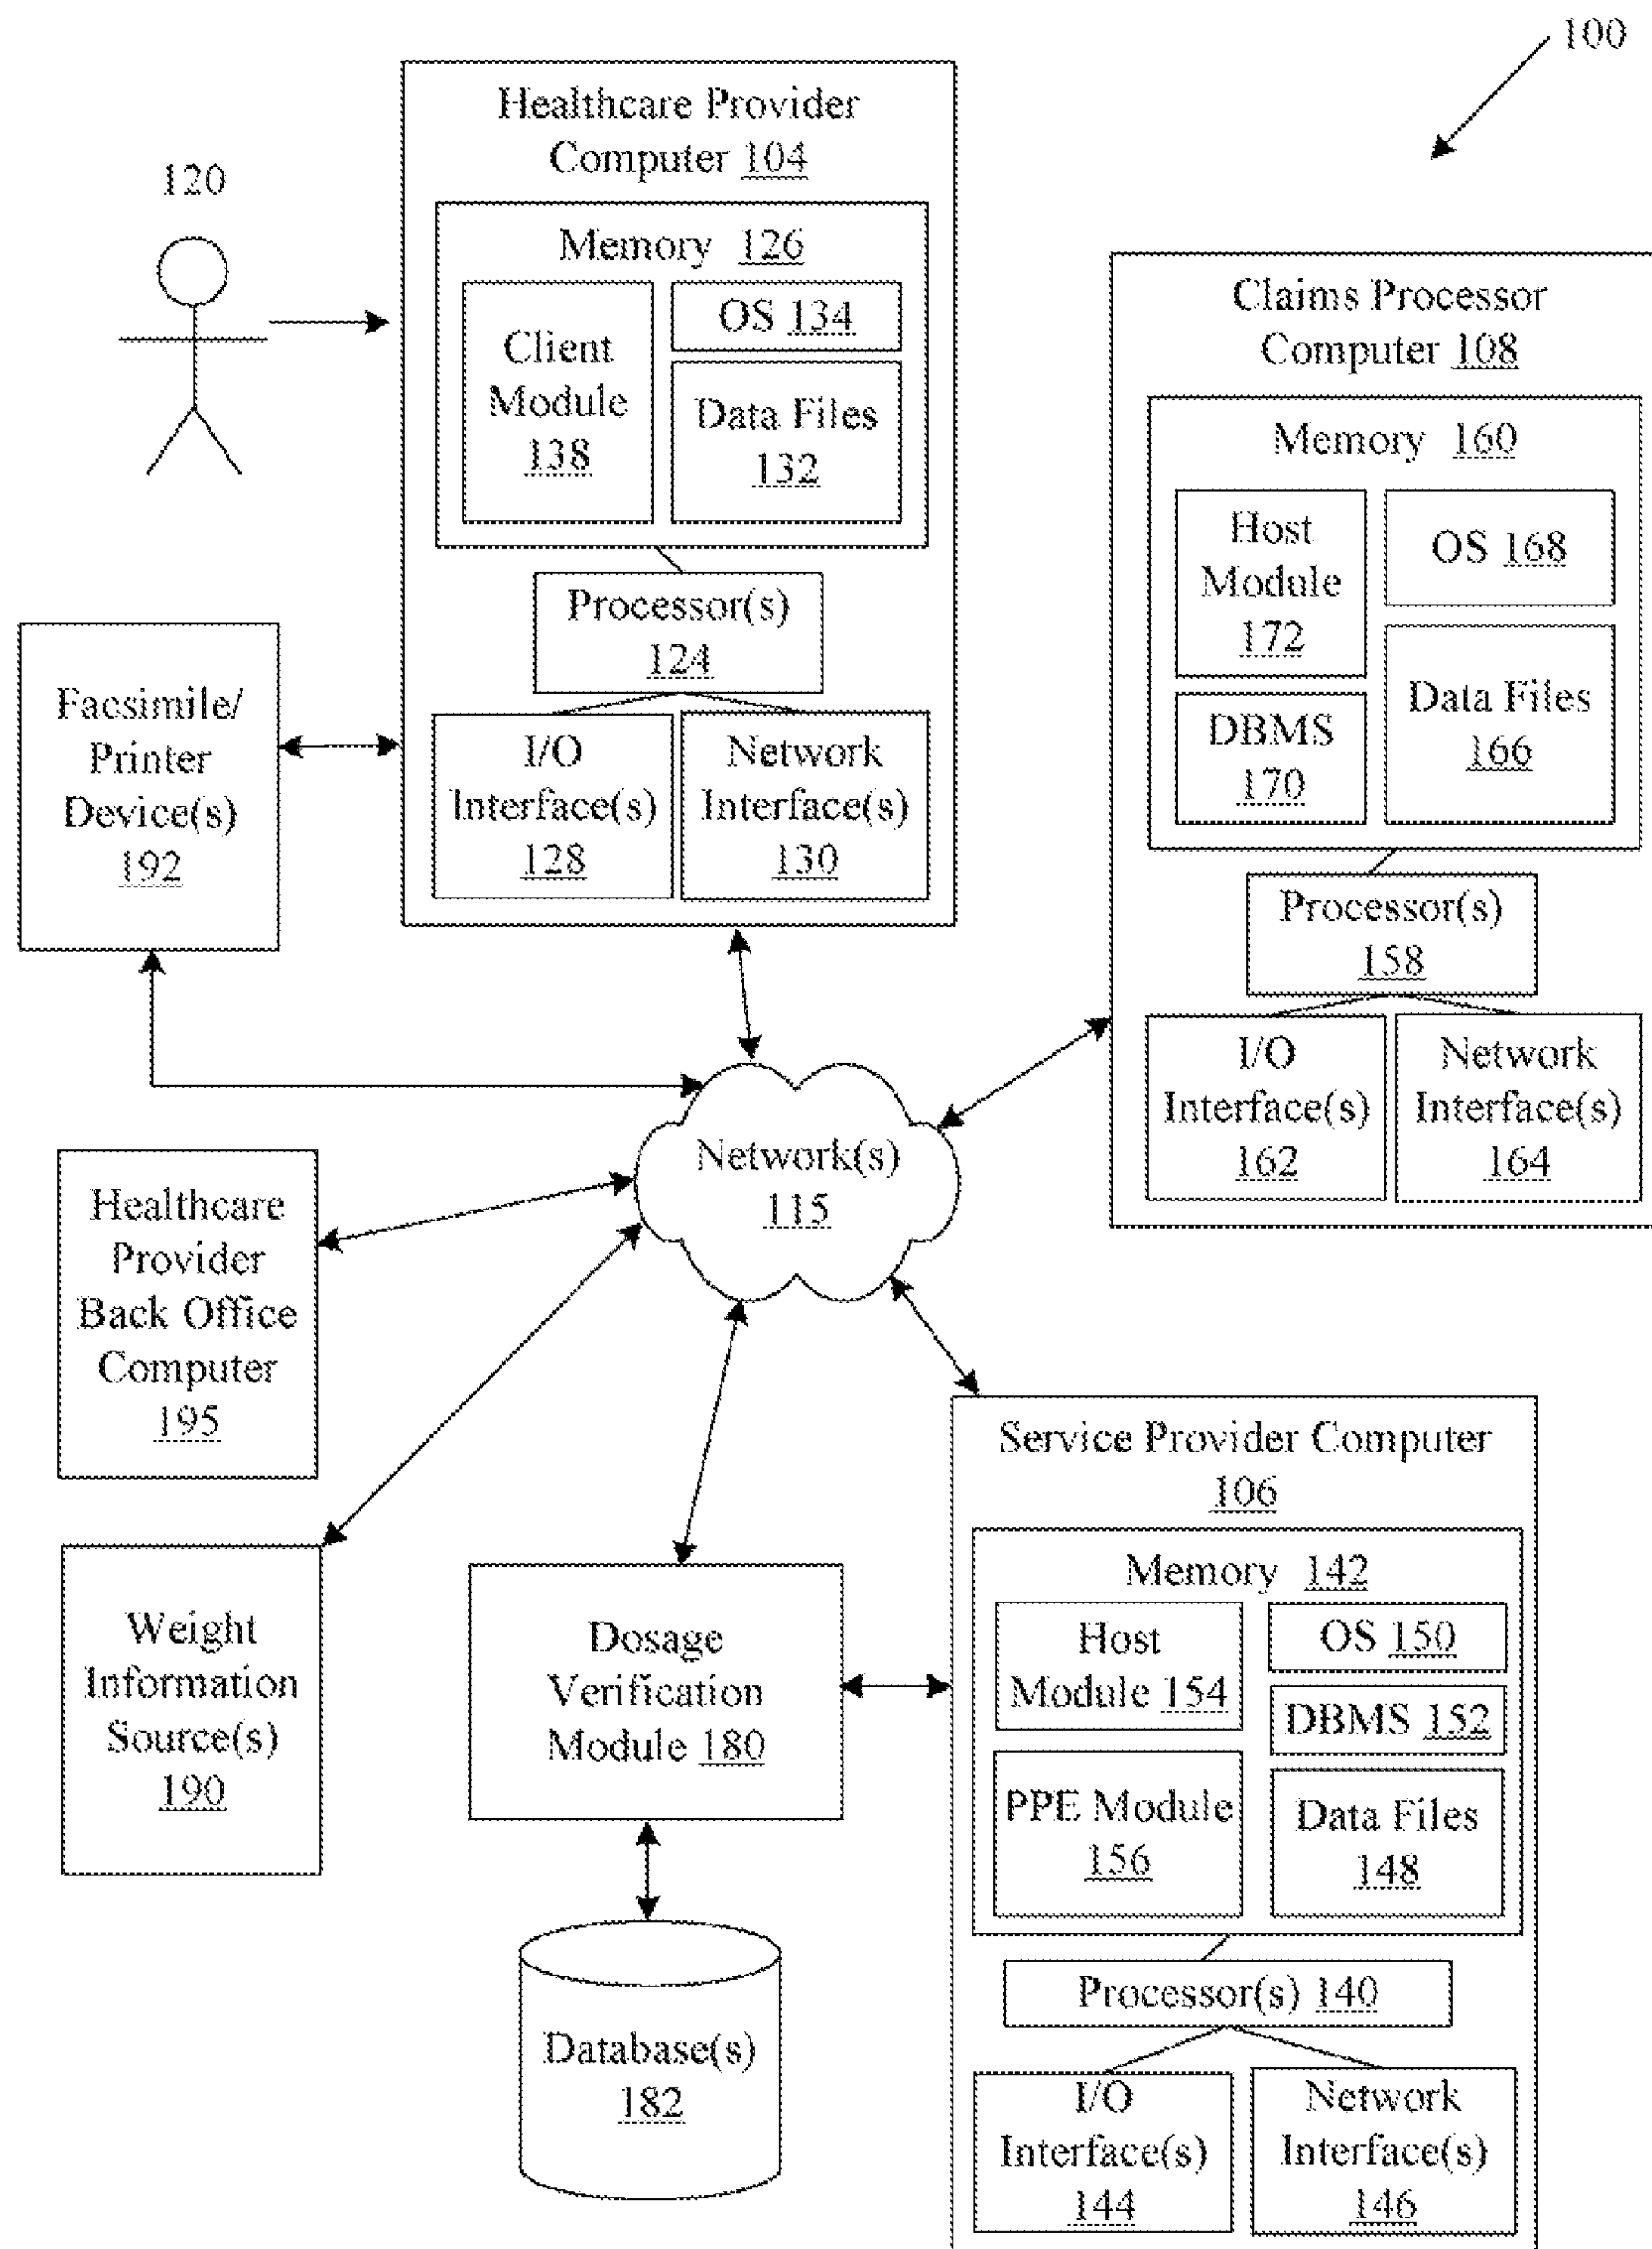 100
Healthcare Provider
Computer 104
120
Memory 126
Client
Module
138
OS 134
Data Files
132
Processor(s)
124
I/O
Interface(s)
128
Network
Interface(s)
130
Claims Processor
Computer 108
Memory 160
Host
Module
172
OS 168
DBMS
170
Data Files
166
Processor(s)
158
I/O
Interface(s)
162
Network
Interface(s)
164
Facsimile/
Printer
Device(s)
192
Network(s)
115
Healthcare
Provider
Back Office
Computer
195
Weight
Information
Source(s)
190
Dosage
Verification
Module 180
Database(s)
182
Service Provider Computer
106
Memory 142
Host
Module 154
OS 150
DBMS 152
PPE Module
156
Data Files
148
Processor(s) 140
I/O
Interface(s)
144
Network
Interface(s)
146